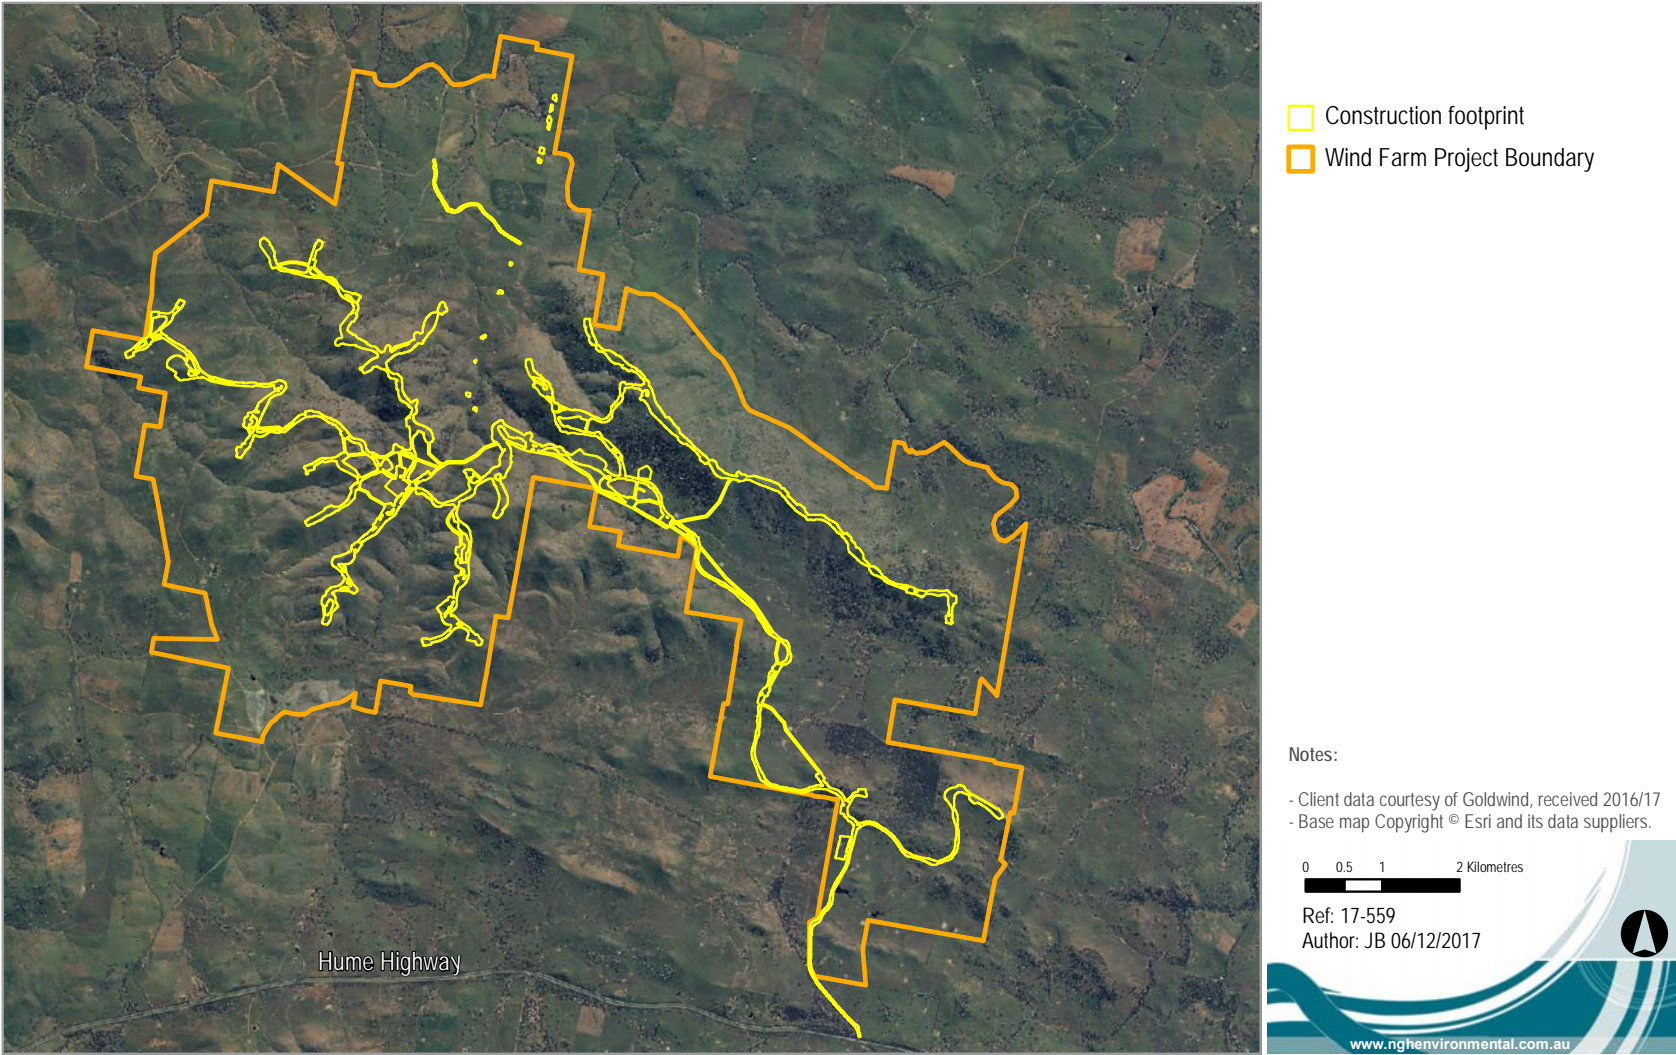 Construction footprint
Wind Farm Project Boundary
Hume Highway
Notes:
- Client data courtesy of Goldwind, received 2016/17
- Base map Copyright © Esri and its data suppliers.
0 0.5 1 2 Kilometres
Ref: 17-559
Author: JB 06/12/2017
www.nghenvironmental.com.au